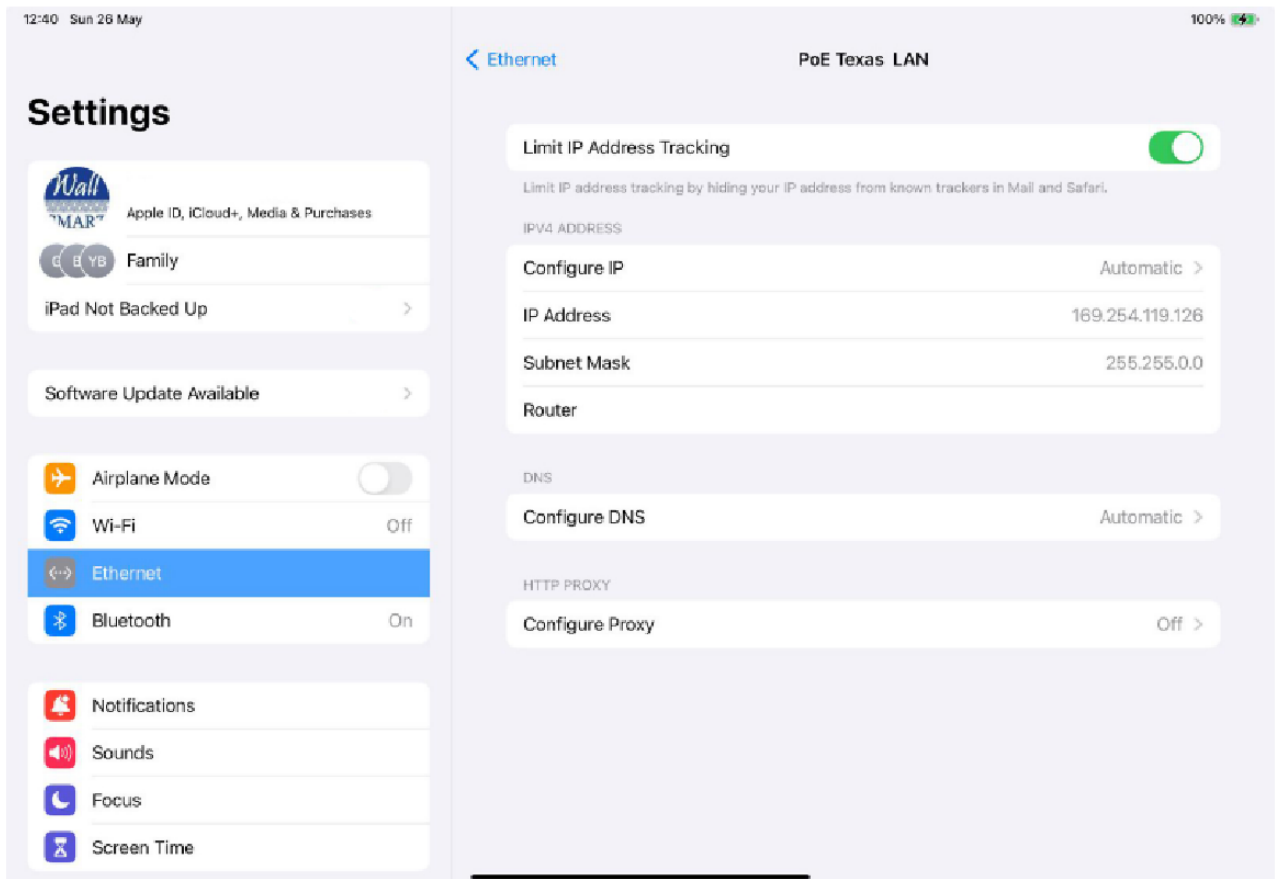 12:40 Sun 26 May
100%
Settings
Wall
"MAR"
Apple ID, iCloud+, Media & Purchases
YB
Family
iPad Not Backed Up
Software Update Available
Airplane Mode
Wi-Fi Off
Ethernet
Bluetooth On
Notifications
Sounds
Focus
Screen Time
Ethernet
PoE Texas LAN
Limit IP Address Tracking
Limit IP address tracking by hiding your IP address from known trackers in Mail and Safari.
IPV4 ADDRESS
Configure IP Automatic
IP Address 169.254.119.126
Subnet Mask 255.255.0.0
Router
DNS
Configure DNS Automatic
HTTP PROXY
Configure Proxy Off